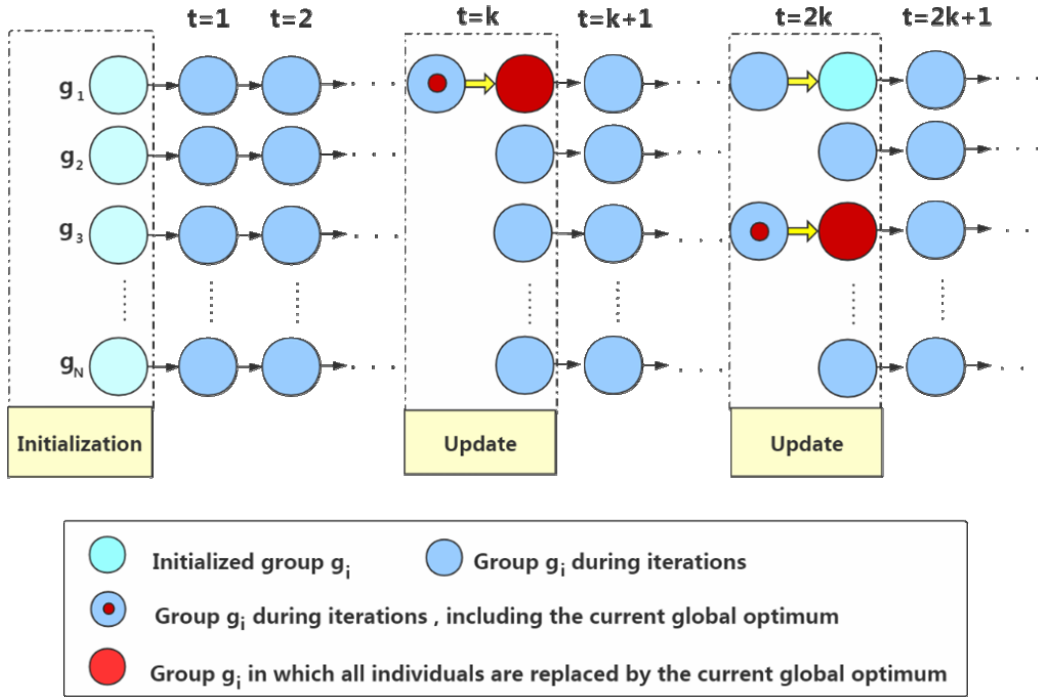 t=1 t=2 t=k t=k+1 t=2k t=2k+1
g1
g2
g3
gN
Initialization Update Update
Initialized group gi Group gi during iterations
Group gi during iterations , including the current global optimum
Group gi in which all individuals are replaced by the current global optimum